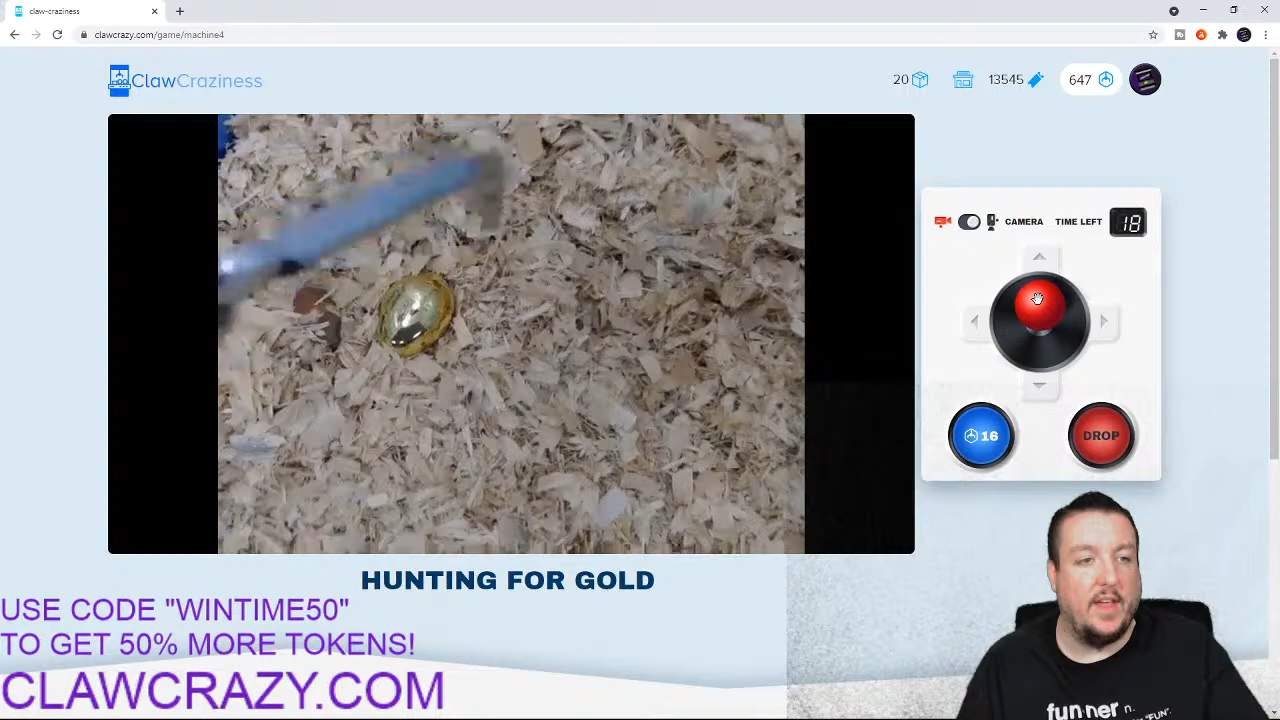 claw-craziness
clawcrazy.com/game/machine4
ClawCraziness
20
13545
647
CAMERA
TIME LEFT
18
16
DROP
HUNTING FOR GOLD
USE CODE "WINTIME50"
TO GET 50% MORE TOKENS!
CLAWCRAZY.COM
funner n.
"FUN".